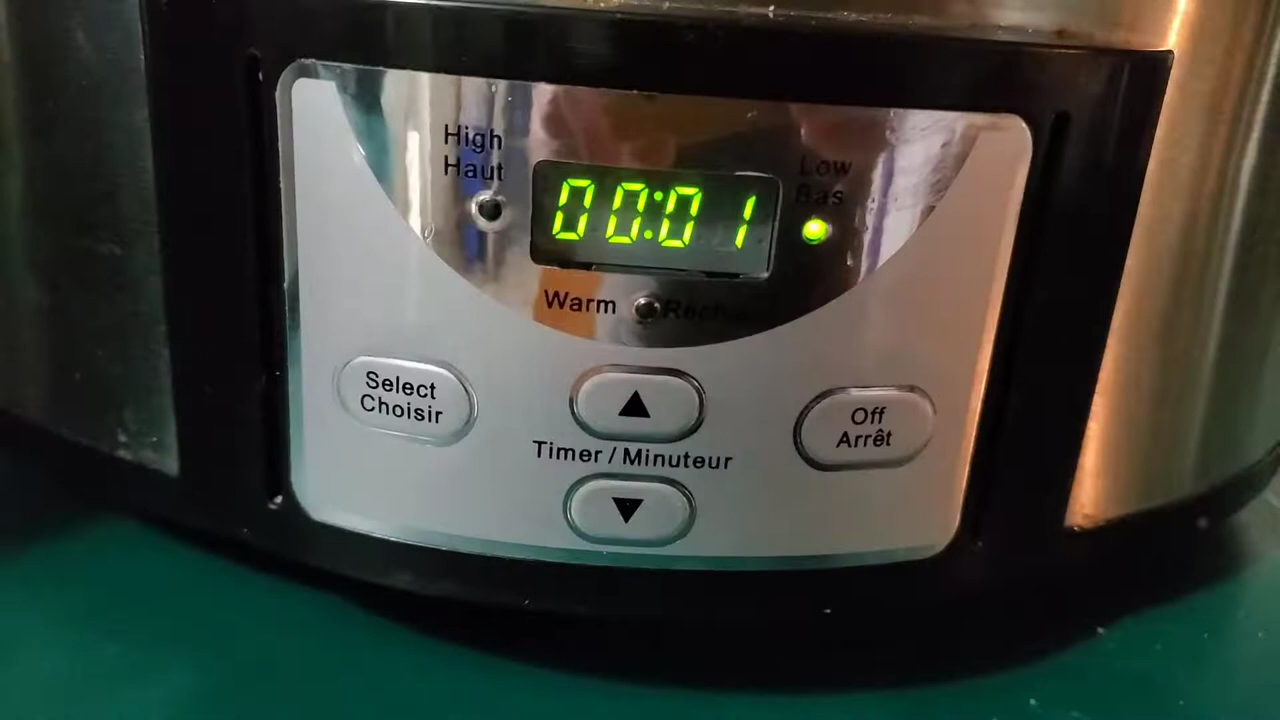 High
Haut
Low
Bas
00:01
Warm
Select
Choisir
Timer / Minuteur
Off
Arrêt